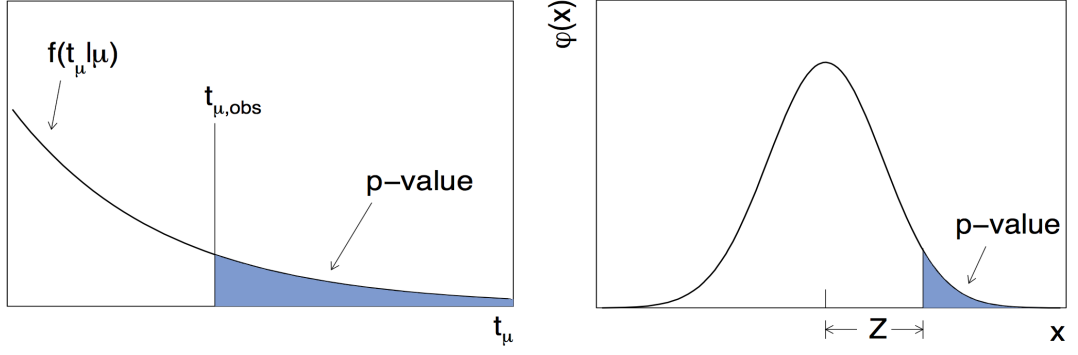 f(t_μ|μ)
t_μ,obs
p−value
t_μ
φ(x)
p−value
Z
x